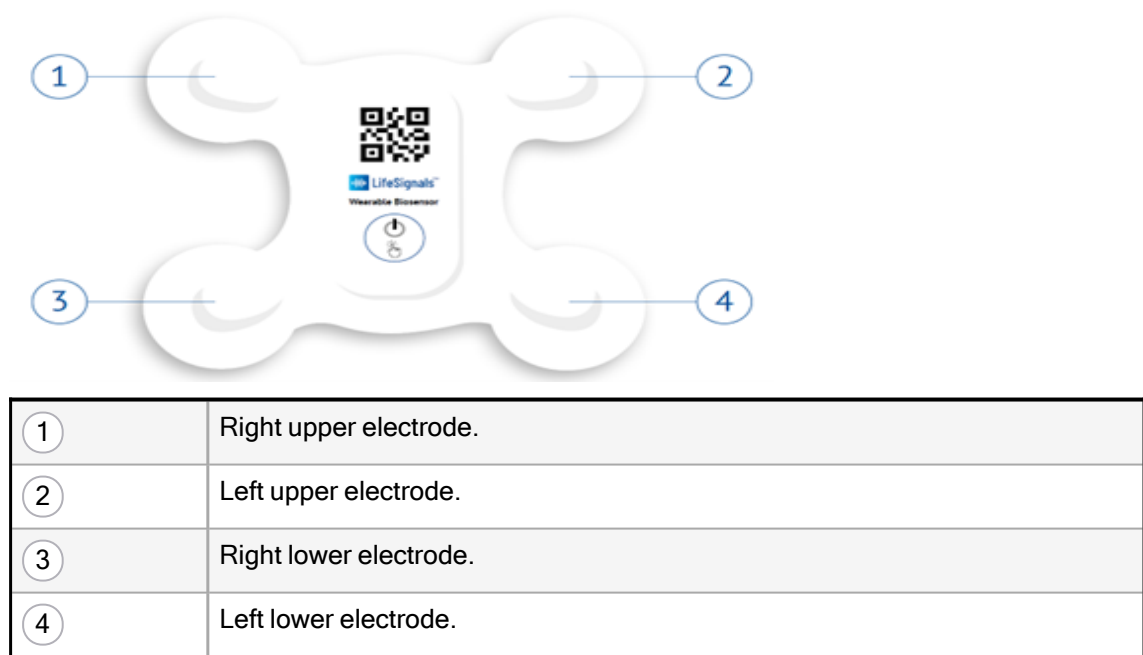 1
2
LifeSignals™
Wearable Biosensor
3
4
1 Right upper electrode.
2 Left upper electrode.
3 Right lower electrode.
4 Left lower electrode.